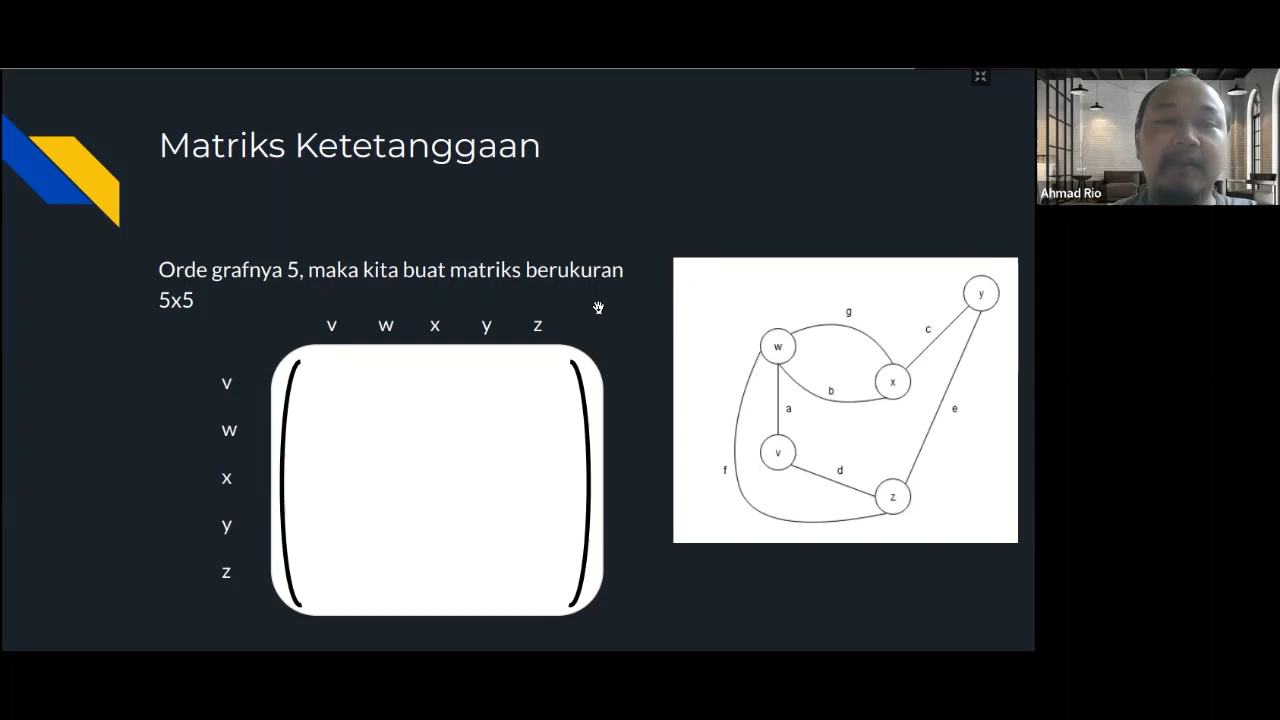 Matriks Ketetanggaan
Ahmad Rio
Orde grafnya 5, maka kita buat matriks berukuran
5x5
v w x y z
v
w
x
y
z
y
g
c
w
x
b
a
e
v
d
f
z